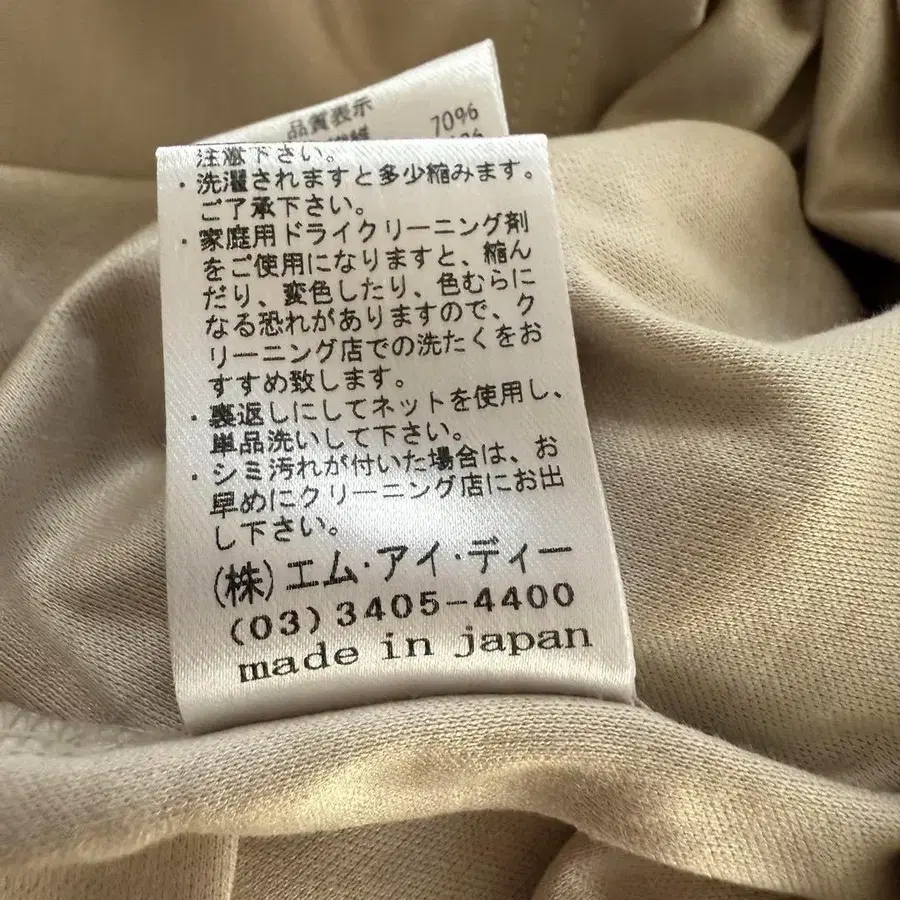 品質表示
70%
注意下さい。
・洗濯されますと多少縮みます。
ご了承下さい。
・家庭用ドライクリーニング剤
をご使用になりますと、縮ん
だり、変色したり、色むらに
なる恐れがありますので、ク
リーニング店での洗たくをお
すすめ致します。
・裏返しにしてネットを使用し、
単品洗いして下さい。
・シミ汚れが付いた場合は、お
早めにクリーニング店にお出
し下さい。
(株)エム・アイ・ディー
(03)3405-4400
made in japan